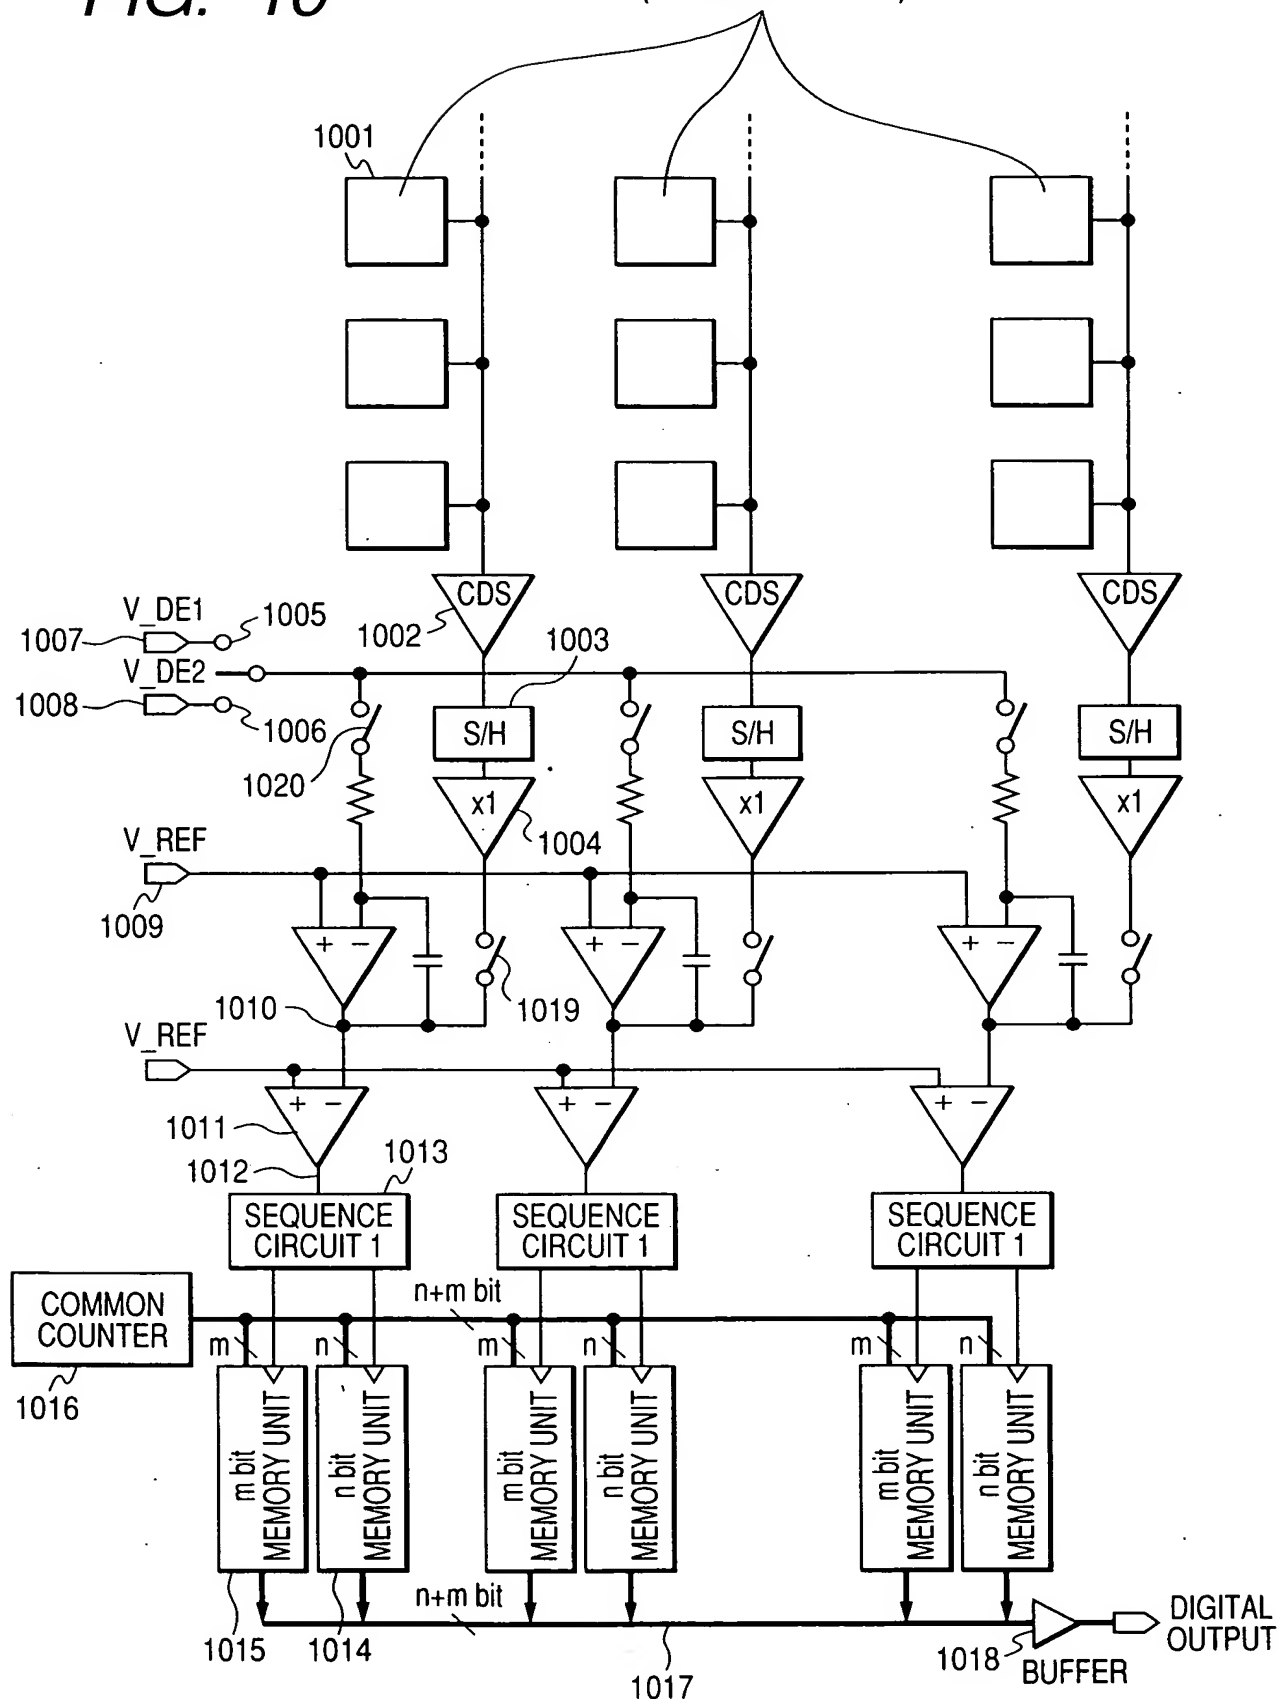 FIG. 10
1001
CDS CDS CDS
1002
V_DE1
1007 1005
V_DE2
1008 1006
1003
S/H S/H S/H
1020
x1 x1 x1
1004
V_REF
1009
+ − + − + −
1010
1019
V_REF
+ − + − + −
1011
1012
1013
SEQUENCE CIRCUIT 1
SEQUENCE CIRCUIT 1
SEQUENCE CIRCUIT 1
COMMON
COUNTER
1016
n+m bit
m n m n m n
m bit
MEMORY UNIT
n bit
MEMORY UNIT
m bit
MEMORY UNIT
n bit
MEMORY UNIT
m bit
MEMORY UNIT
n bit
MEMORY UNIT
n+m bit
1015
1014
1017
1018
BUFFER
DIGITAL
OUTPUT